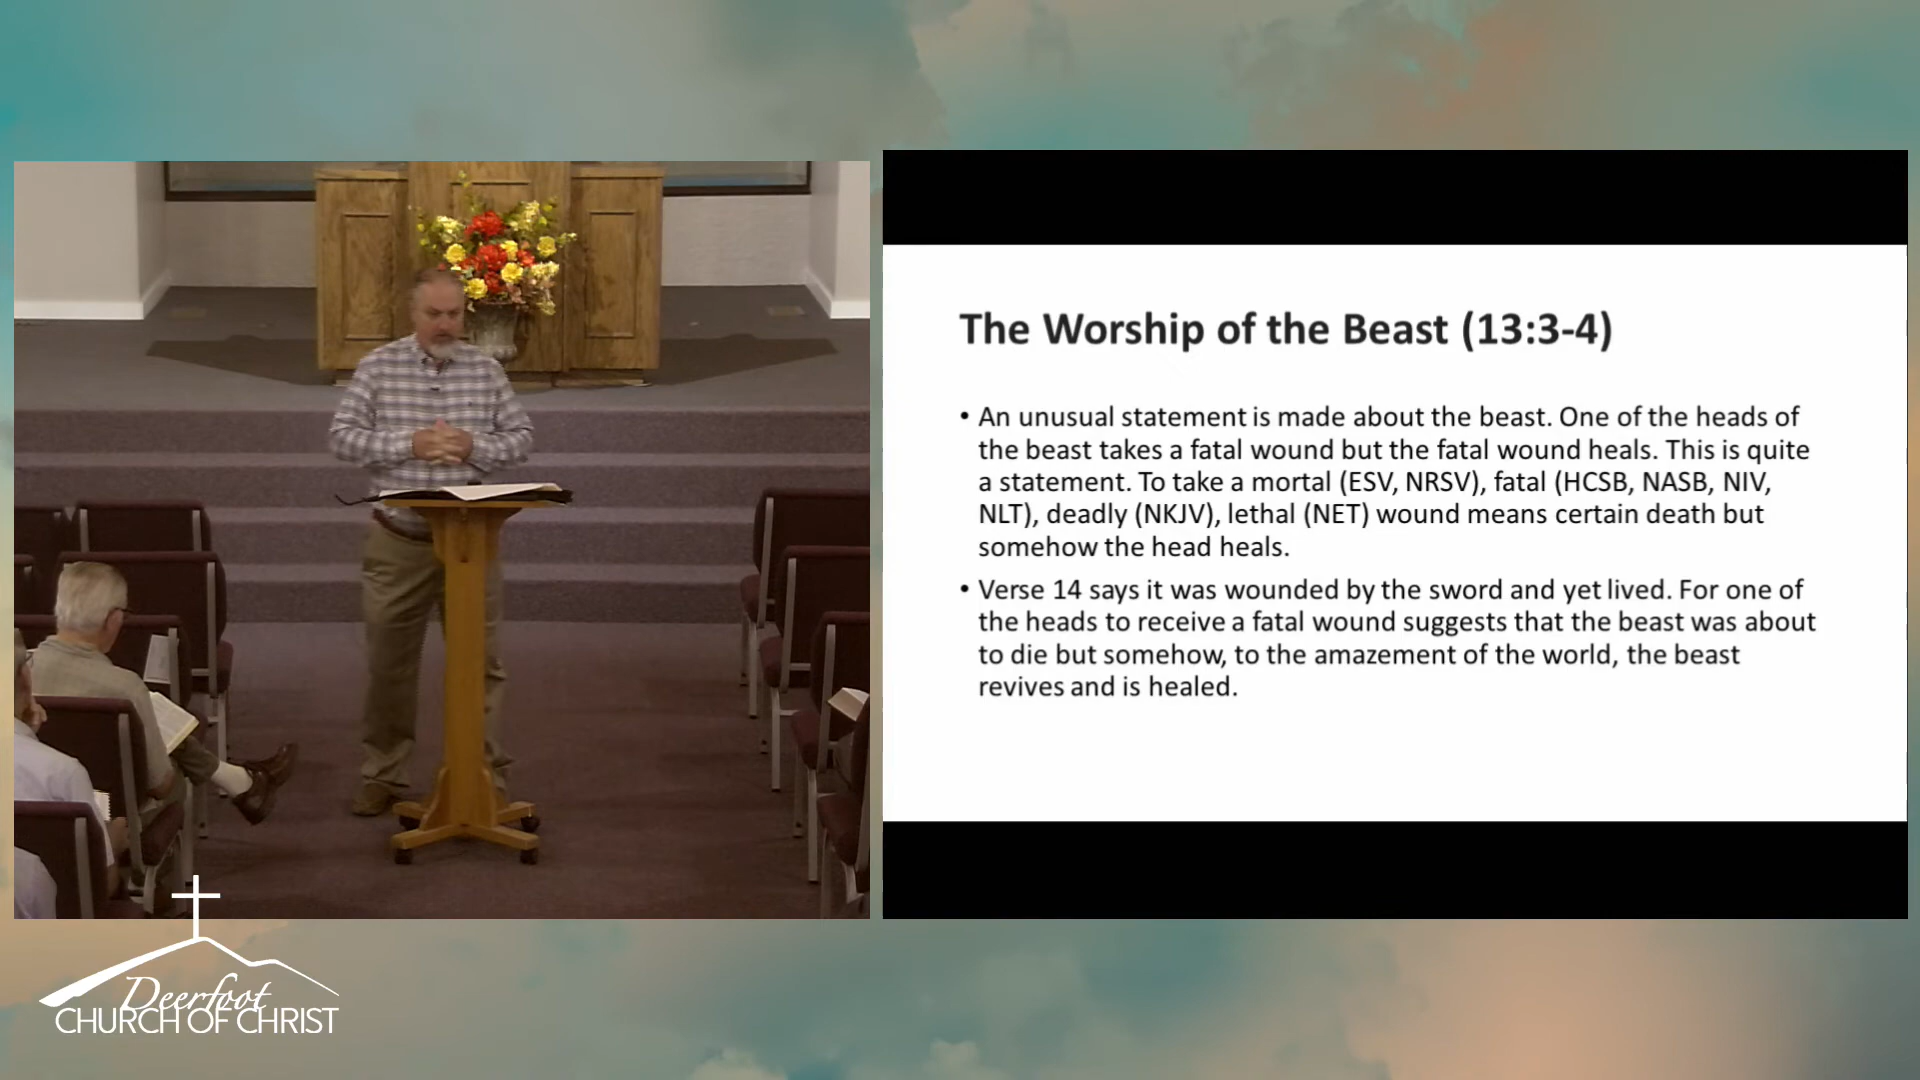 The Worship of the Beast (13:3-4)
• An unusual statement is made about the beast. One of the heads of
the beast takes a fatal wound but the fatal wound heals. This is quite
a statement. To take a mortal (ESV, NRSV), fatal (HCSB, NASB, NIV,
NLT), deadly (NKJV), lethal (NET) wound means certain death but
somehow the head heals.
• Verse 14 says it was wounded by the sword and yet lived. For one of
the heads to receive a fatal wound suggests that the beast was about
to die but somehow, to the amazement of the world, the beast
revives and is healed.
Deerfoot
CHURCH OF CHRIST